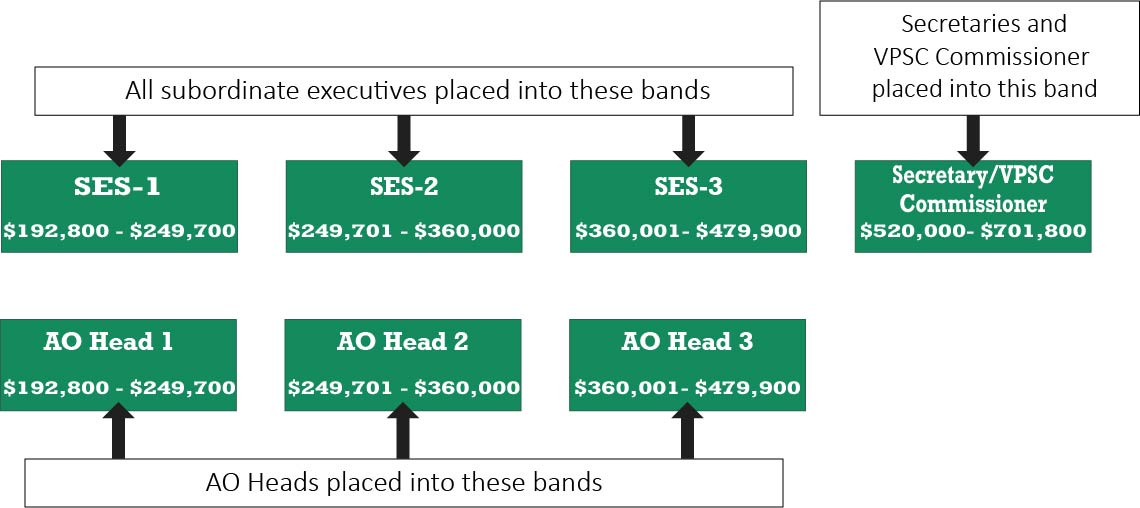 Secretaries and
VPSC Commissioner
placed into this band
All subordinate executives placed into these bands
SES-1
$192,800 - $249,700
SES-2
$249,701 - $360,000
SES-3
$360,001- $479,900
Secretary/VPSC
Commissioner
$520,000- $701,800
AO Head 1
$192,800 - $249,700
AO Head 2
$249,701 - $360,000
AO Head 3
$360,001- $479,900
AO Heads placed into these bands